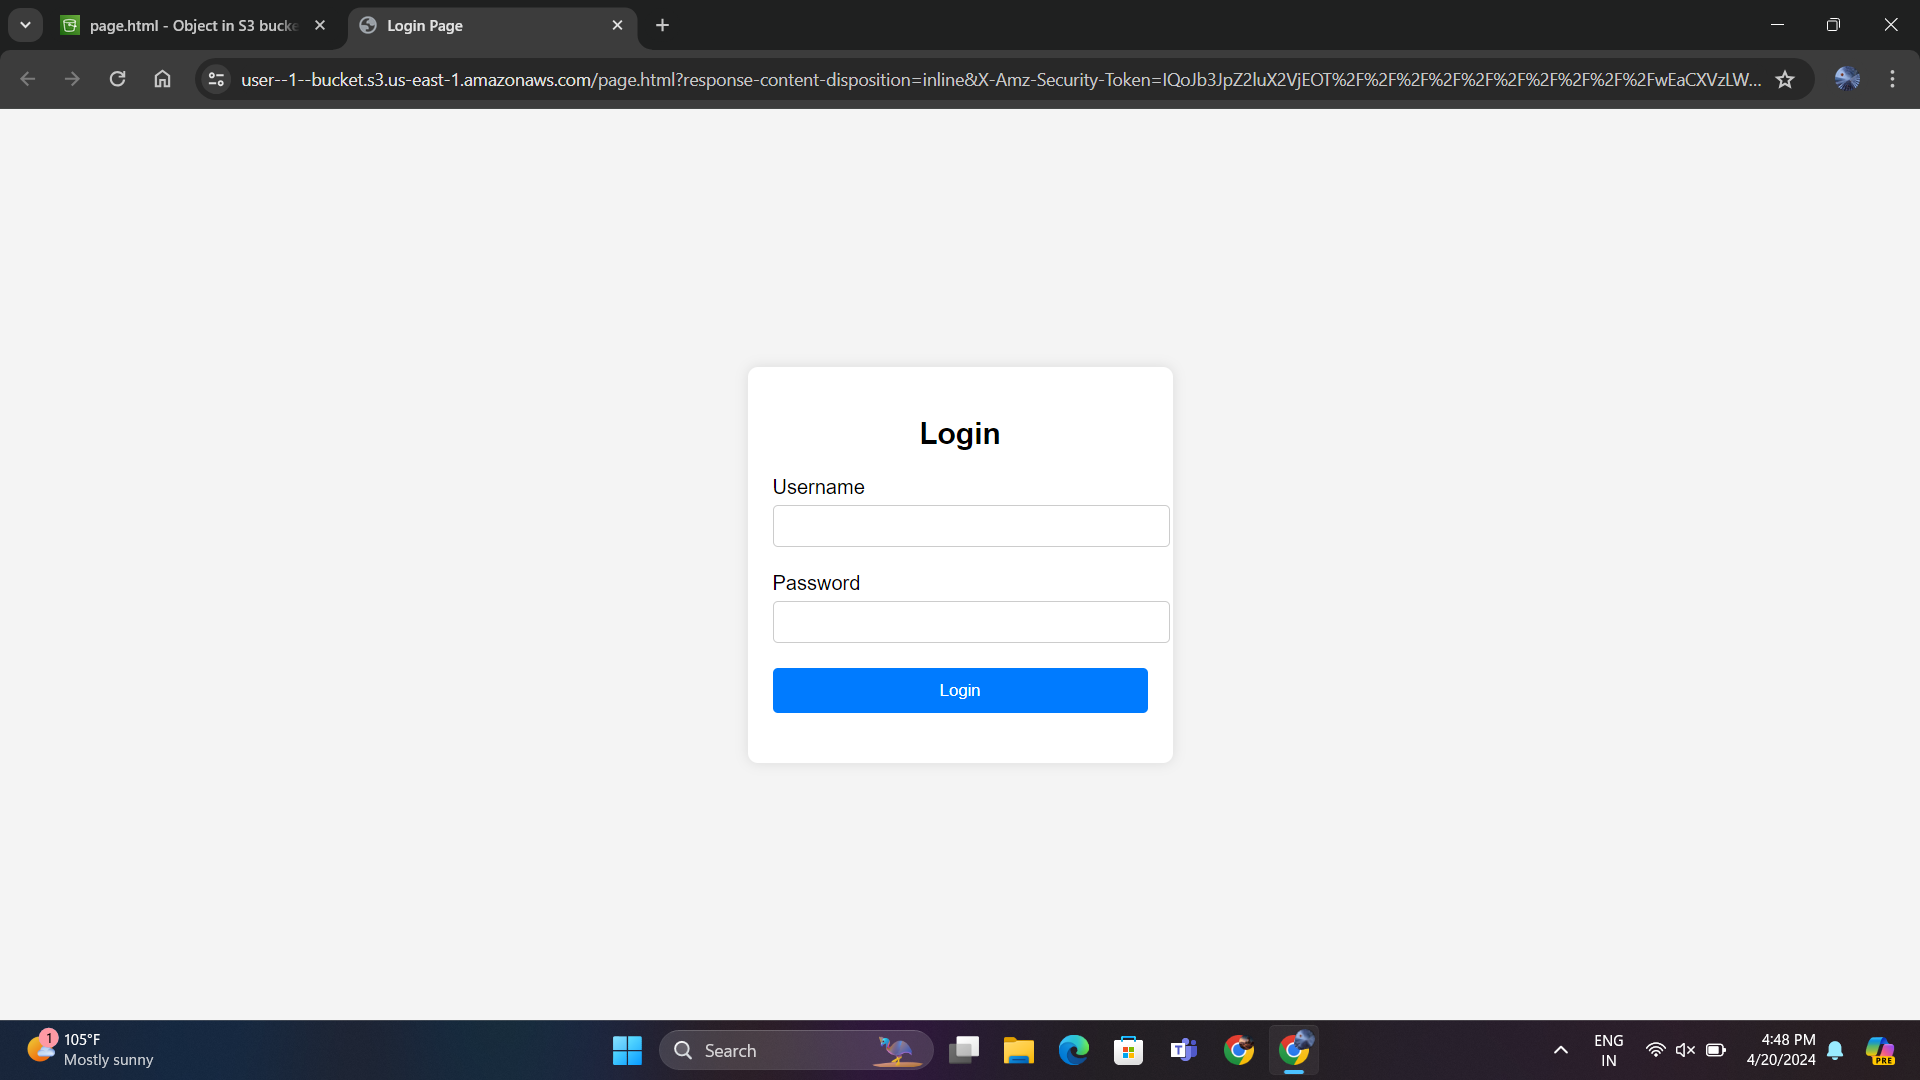 page.html - Object in S3 bucke
Login Page
user--1--bucket.s3.us-east-1.amazonaws.com/page.html?response-content-disposition=inline&X-Amz-Security-Token=IQoJb3JpZ2luX2VjEOT%2F%2F%2F%2F%2F%2F%2F%2F%2F%2FwEaCXVzLW...
Login
Username
Password
Login
1
105°F
Mostly sunny
Search
ENG
IN
4:48 PM
4/20/2024
PRE